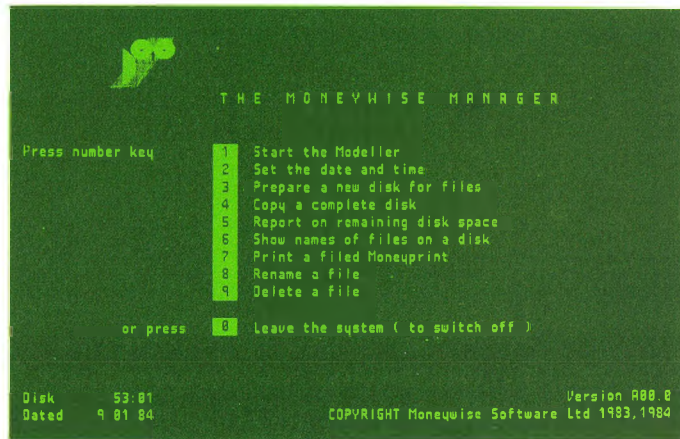 THE MONEYWISE MANAGER
Press number key
1 Start the Modeller
2 Set the date and time
3 Prepare a new disk for files
4 Copy a complete disk
5 Report on remaining disk space
6 Show names of files on a disk
7 Print a filed Moneyprint
8 Rename a file
9 Delete a file
or press 0 Leave the system ( to switch off )
Disk 53:01 Version A00.0
Dated 9 01 84 COPYRIGHT Moneywise Software Ltd 1983,1984